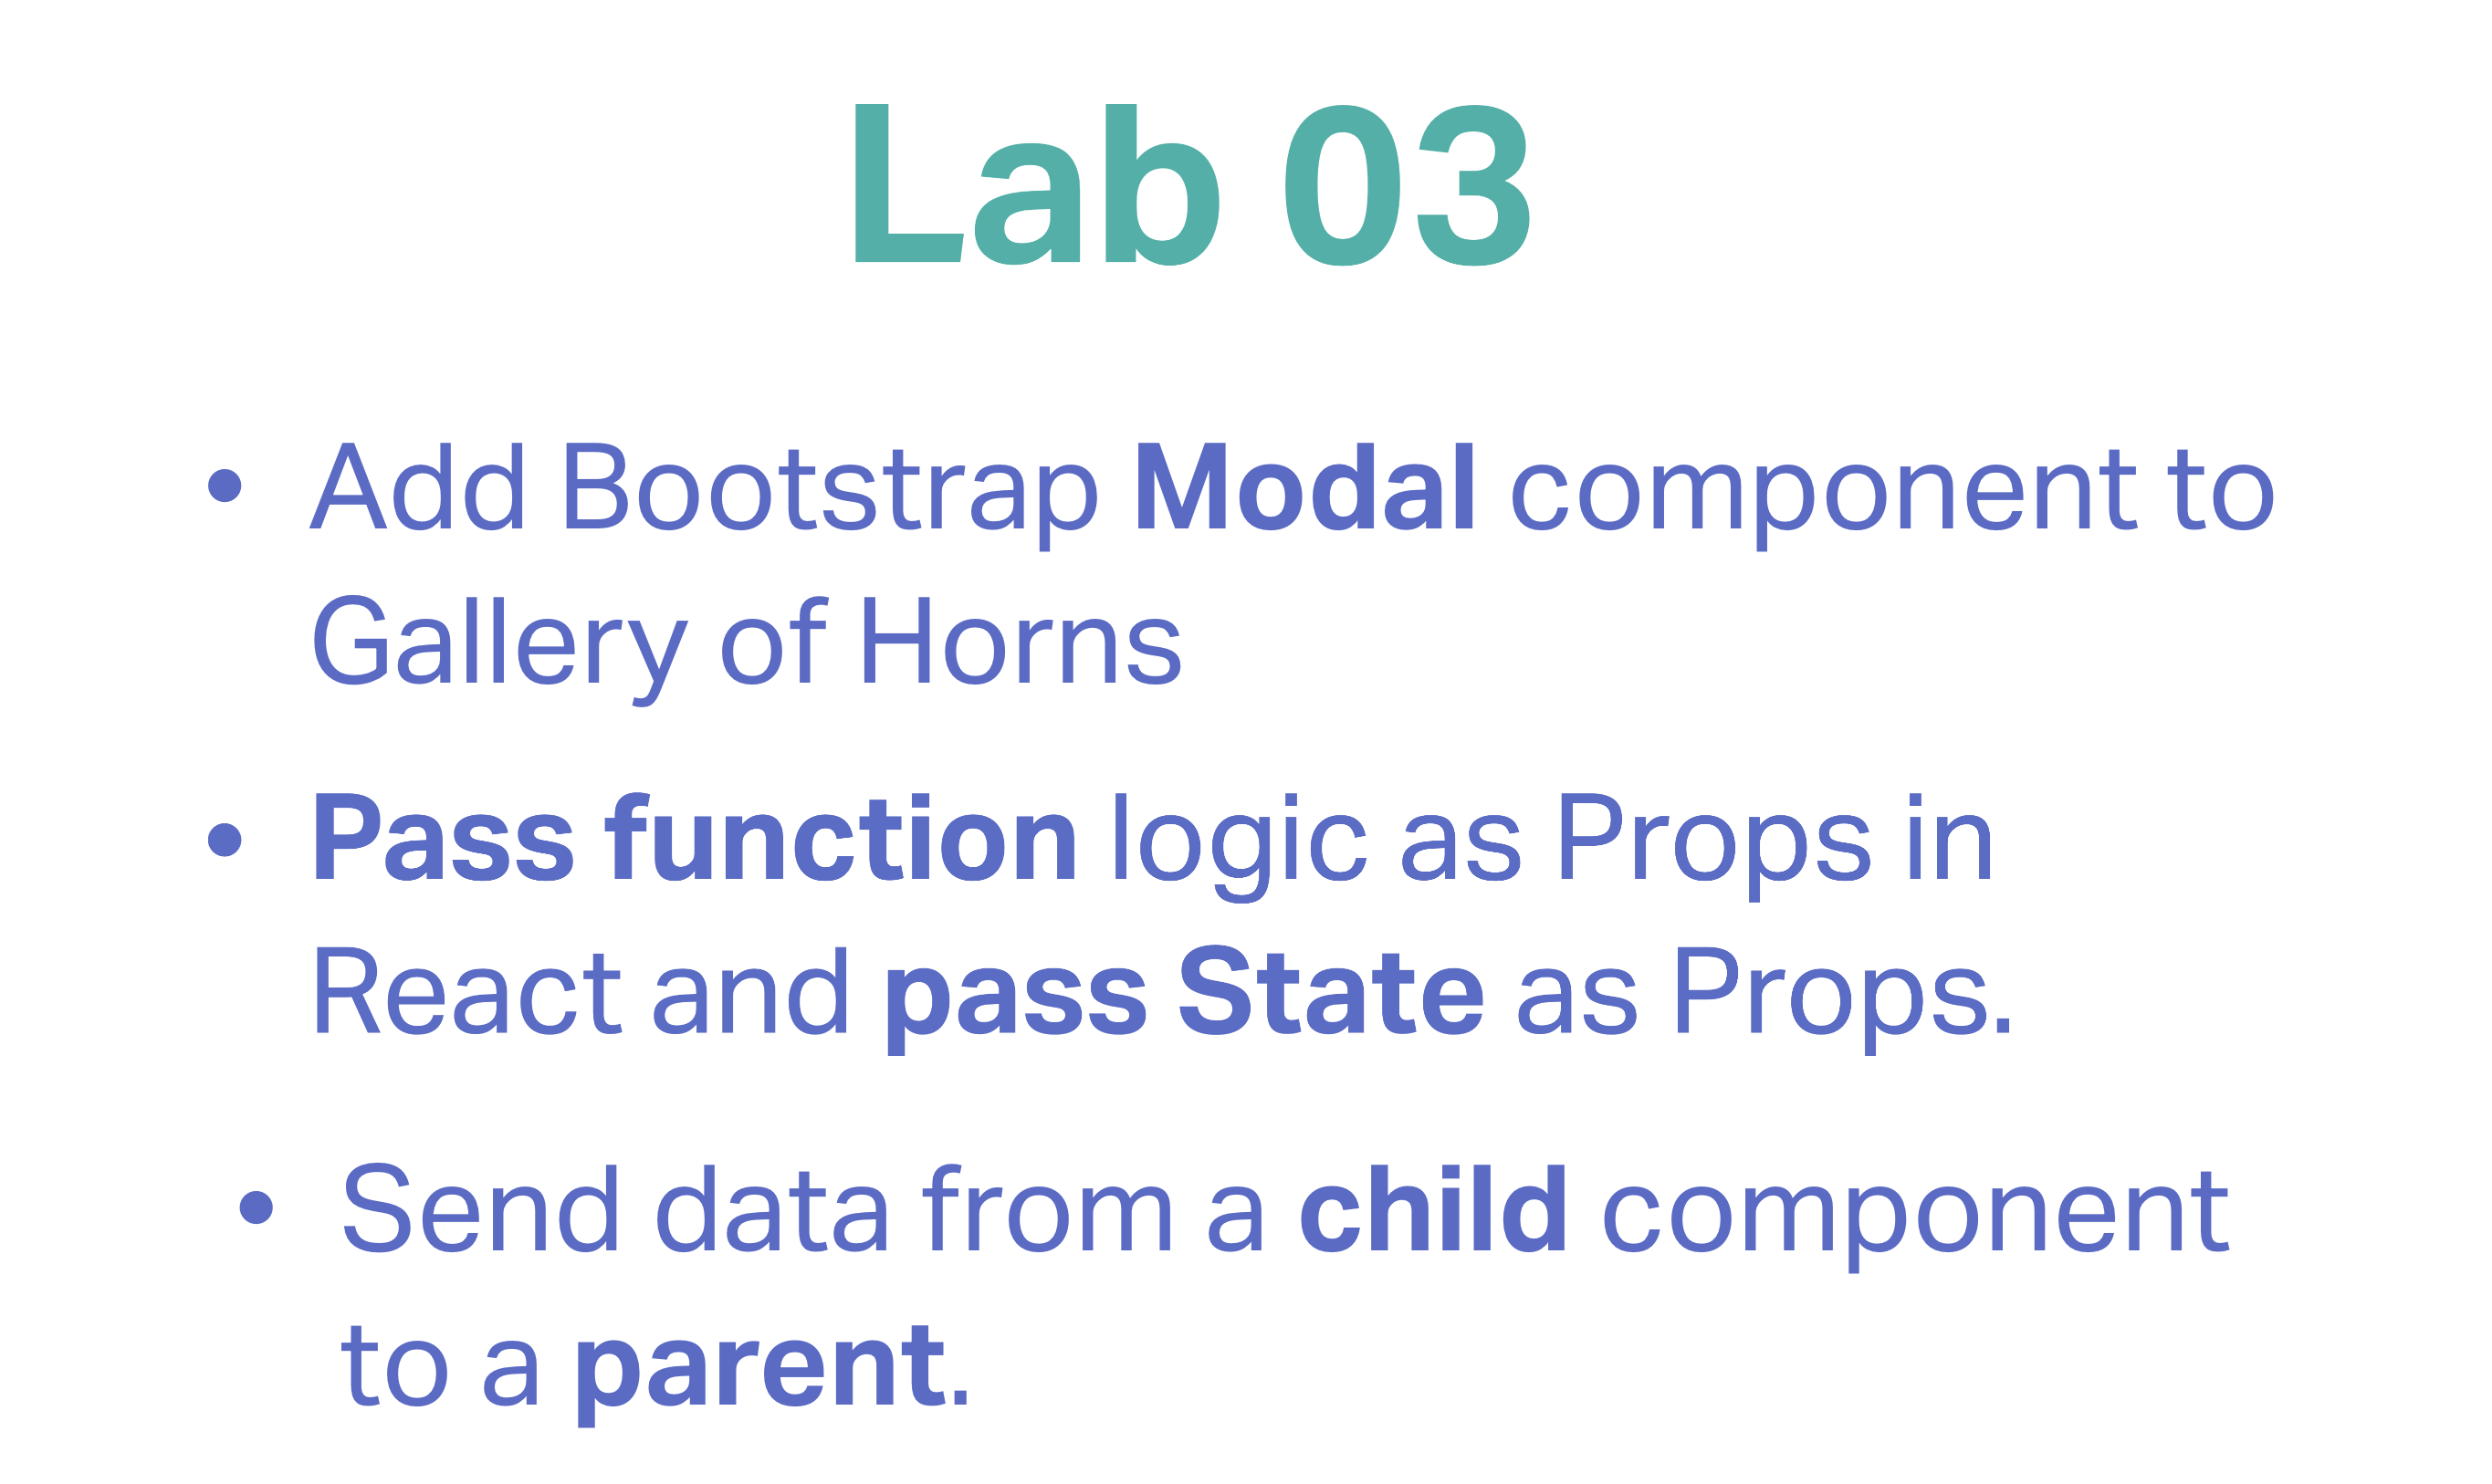 Lab 03
• Add Bootstrap Modal component to
Gallery of Horns
• Pass function logic as Props in
React and pass State as Props.
• Send data from a child component
to a parent.